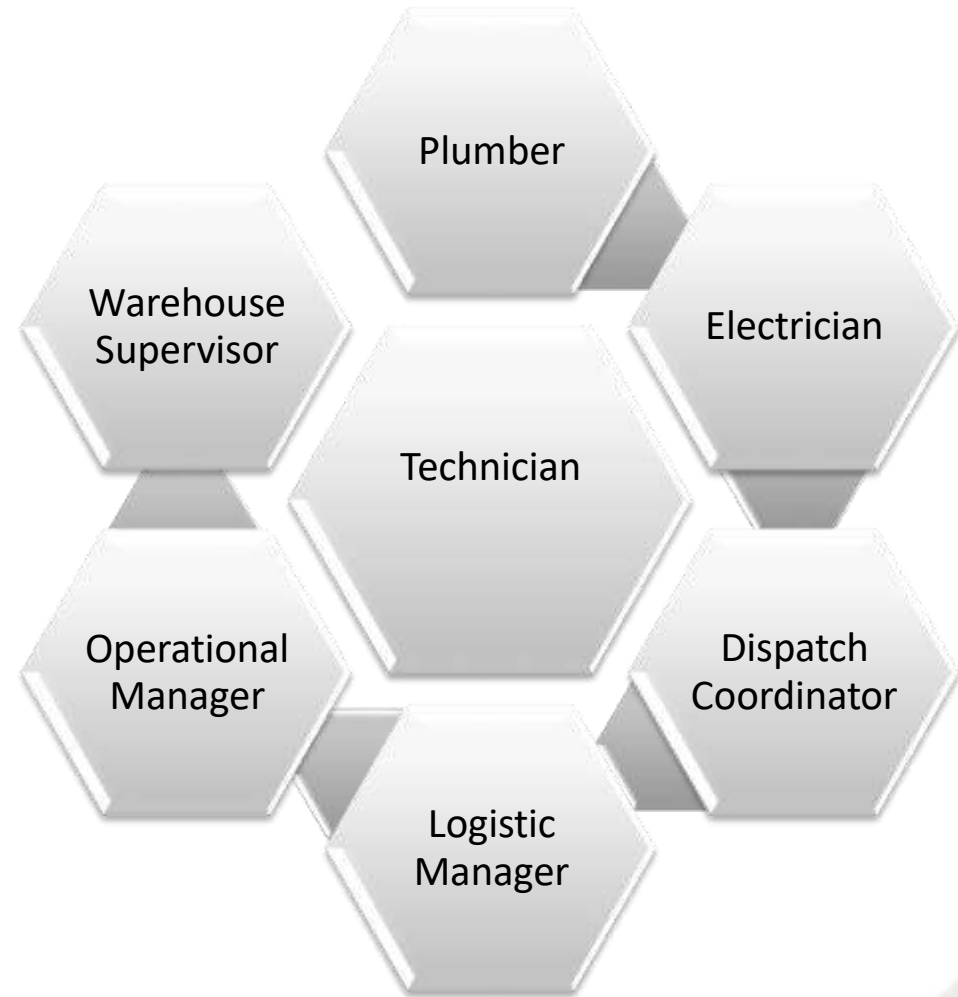 Plumber
Electrician
Dispatch
Coordinator
Logistic
Manager
Operational
Manager
Warehouse
Supervisor
Technician